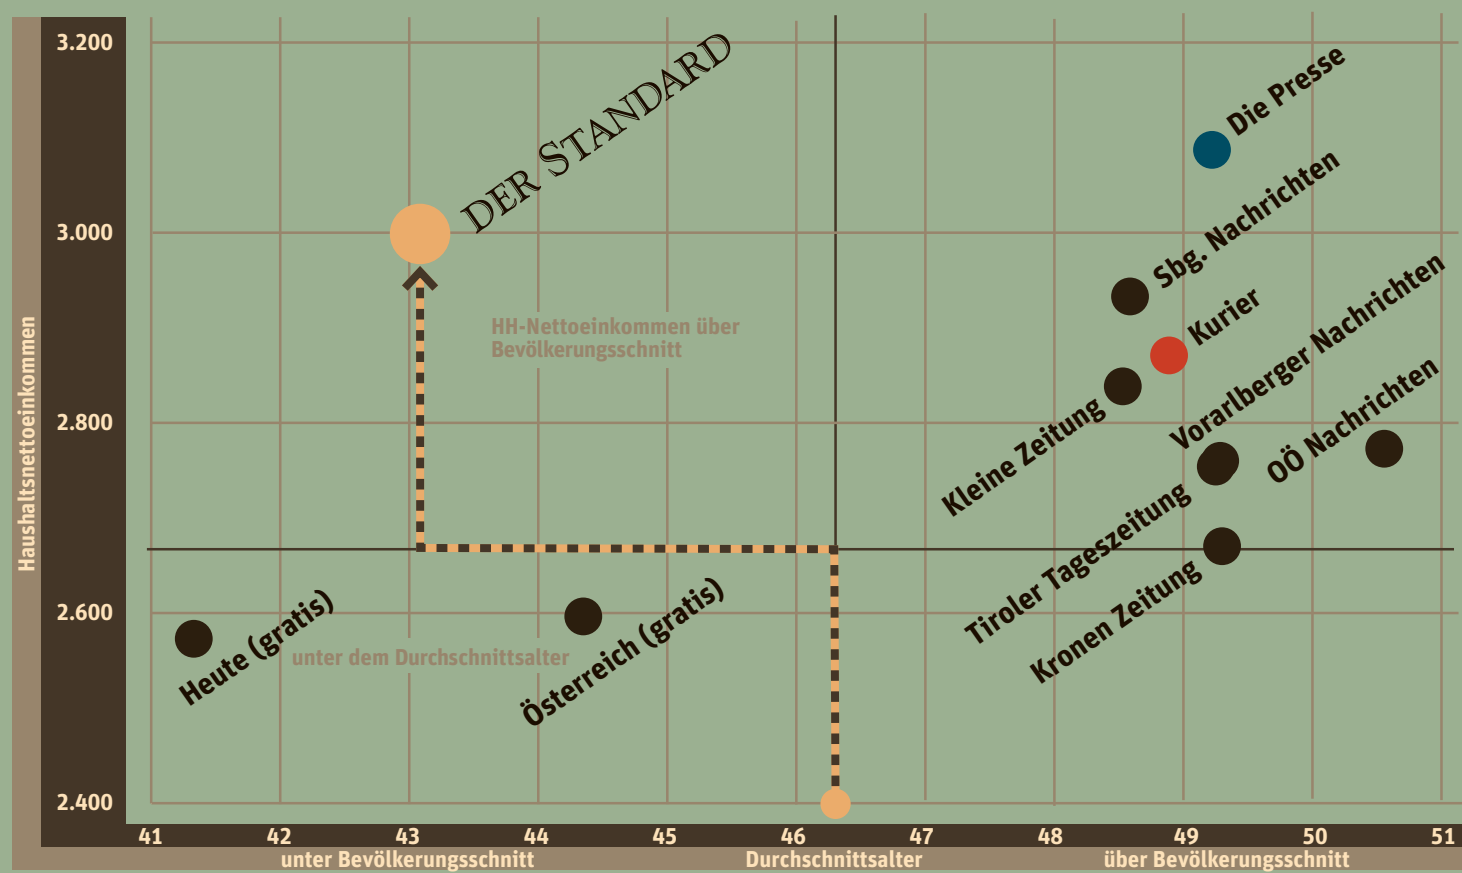 3.200
3.000
2.800
2.600
2.400
Haushaltsnettoeinkommen
DER STANDARD
Die Presse
Sbg. Nachrichten
Kurier
Vorarlberger Nachrichten
Kleine Zeitung
OÖ Nachrichten
Tiroler Tageszeitung
Kronen Zeitung
HH-Nettoeinkommen über
Bevölkerungsschnitt
Heute (gratis)
unter dem Durchschnittsalter
Österreich (gratis)
41 42 43 44 45 46 47 48 49 50 51
unter Bevölkerungsschnitt Durchschnittsalter über Bevölkerungsschnitt